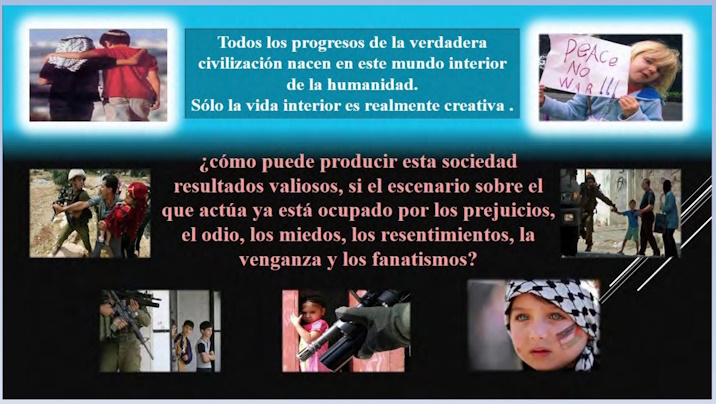 Todos los progresos de la verdadera
civilización nacen en este mundo interior
de la humanidad.
Sólo la vida interior es realmente creativa .
PEACE
NO
WAR!!!
¿cómo puede producir esta sociedad
resultados valiosos, si el escenario sobre el
que actúa ya está ocupado por los prejuicios,
el odio, los miedos, los resentimientos, la
venganza y los fanatismos?